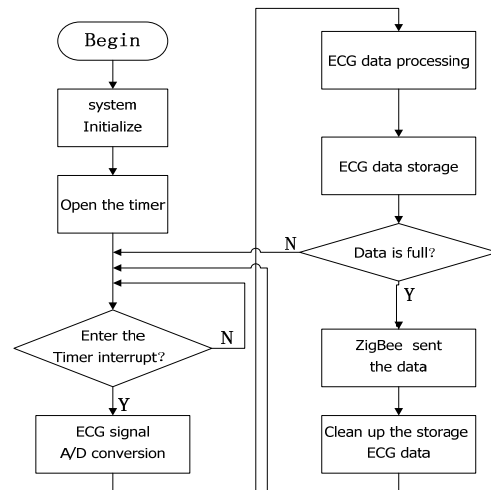 Begin
system
Initialize
Open the timer
Enter the
Timer interrupt?
N
Y
ECG signal
A/D conversion
ECG data processing
ECG data storage
Data is full?
N
Y
ZigBee sent
the data
Clean up the storage
ECG data